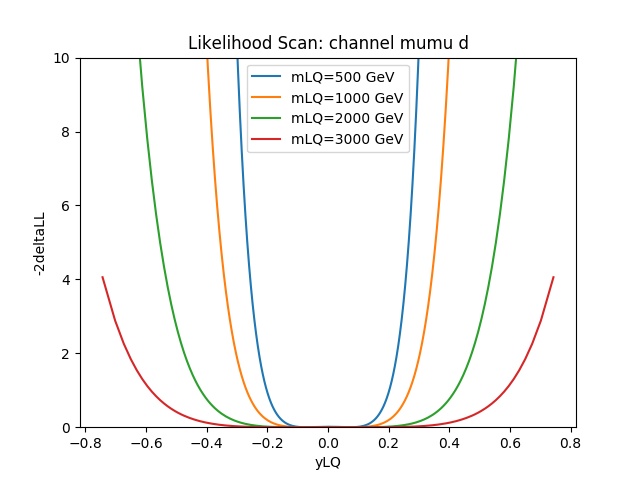 Likelihood Scan: channel mumu d
mLQ=500 GeV
mLQ=1000 GeV
mLQ=2000 GeV
mLQ=3000 GeV
-2deltaLL
10
8
6
4
2
0
−0.8 −0.6 −0.4 −0.2 0.0 0.2 0.4 0.6 0.8
yLQ